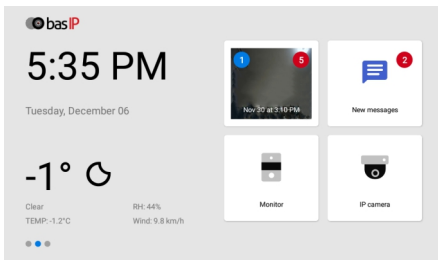 bas IP
5:35 PM
Tuesday, December 06
-1°
Clear
RH: 44%
TEMP: -1.2°C
Wind: 9.8 km/h
1
5
Nov 30 at 3:10 PM
2
New messages
Monitor
IP camera